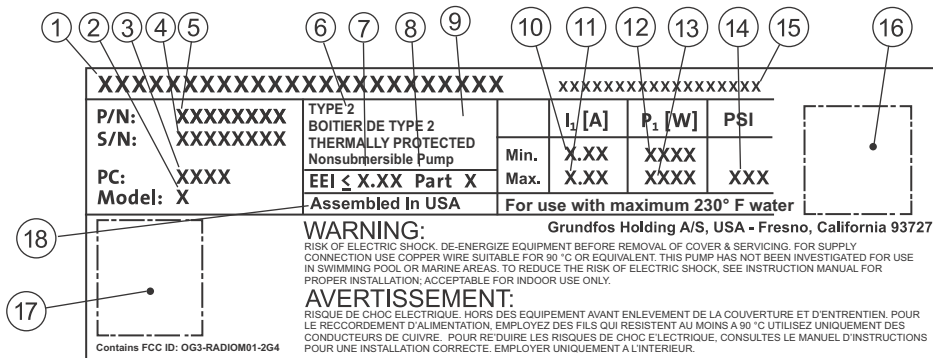 1 2 3 4 5 6 7 8 9 10 11 12 13 14 15 16
XXXXXXXXXXXXXXXXXXXXXXXX XXXXXXXXXXXXXXXXXX
P/N: XXXXXXXX
S/N: XXXXXXXX
PC: XXXX
Model: X
TYPE 2
BOITIER DE TYPE 2
THERMALLY PROTECTED
Nonsubmersible Pump
EEI ≤ X.XX Part X
Assembled In USA
I1 [A] P1 [W] PSI
Min. X.XX XXXX
Max. X.XX XXXX XXX
For use with maximum 230° F water
18
17
WARNING: Grundfos Holding A/S, USA - Fresno, California 93727
RISK OF ELECTRIC SHOCK. DE-ENERGIZE EQUIPMENT BEFORE REMOVAL OF COVER & SERVICING. FOR SUPPLY
CONNECTION USE COPPER WIRE SUITABLE FOR 90 °C OR EQUIVALENT. THIS PUMP HAS NOT BEEN INVESTIGATED FOR USE
IN SWIMMING POOL OR MARINE AREAS. TO REDUCE THE RISK OF ELECTRIC SHOCK, SEE INSTRUCTION MANUAL FOR
PROPER INSTALLATION; ACCEPTABLE FOR INDOOR USE ONLY.
AVERTISSEMENT:
RISQUE DE CHOC ELECTRIQUE. HORS DES EQUIPEMENT AVANT ENLEVEMENT DE LA COUVERTURE ET D'ENTRETIEN. POUR
LE RECCORDEMENT D'ALIMENTATION, EMPLOYEZ DES FILS QUI RESISTENT AU MOINS A 90 °C UTILISEZ UNIQUEMENT DES
CONDUCTEURS DE CUIVRE. POUR RE'DUIRE LES RISQUES DE CHOC E'LECTRIQUE, CONSULTES LE MANUEL D'INSTRUCTIONS
POUR UNE INSTALLATION CORRECTE. EMPLOYER UNIQUEMENT A L'INTERIEUR.
Contains FCC ID: OG3-RADIOM01-2G4